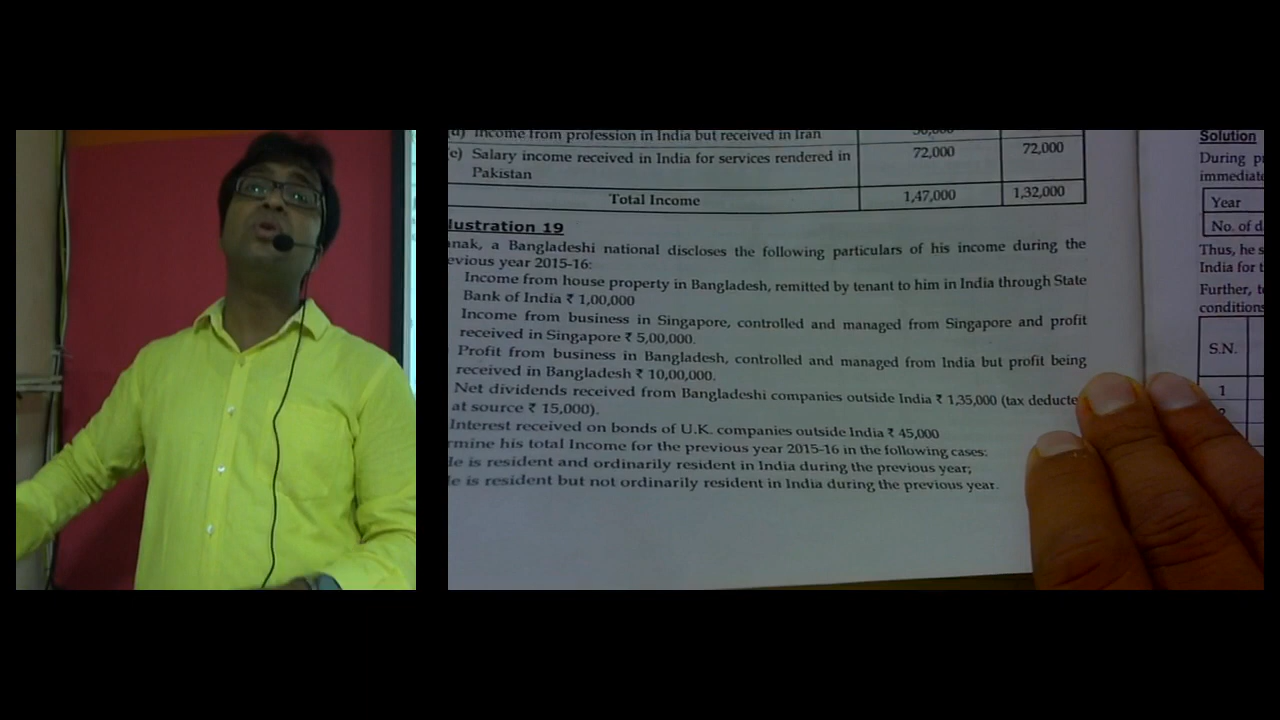 (d) Income from profession in India but received in Iran 50,000
(e) Salary income received in India for services rendered in Pakistan 72,000 72,000
Total Income 1,47,000 1,32,000
lustration 19
anak, a Bangladeshi national discloses the following particulars of his income during the
evious year 2015-16:
Income from house property in Bangladesh, remitted by tenant to him in India through State
Bank of India ₹ 1,00,000
Income from business in Singapore, controlled and managed from Singapore and profit
received in Singapore ₹ 5,00,000.
Profit from business in Bangladesh, controlled and managed from India but profit being
received in Bangladesh ₹ 10,00,000.
Net dividends received from Bangladeshi companies outside India ₹ 1,35,000 (tax deducte
at source ₹ 15,000).
Interest received on bonds of U.K. companies outside India ₹ 45,000
rmine his total Income for the previous year 2015-16 in the following cases:
He is resident and ordinarily resident in India during the previous year;
He is resident but not ordinarily resident in India during the previous year.
Solution
During p
immediate
Year
No. of d
Thus, he s
India for t
Further, t
conditions
S.N.
1
2